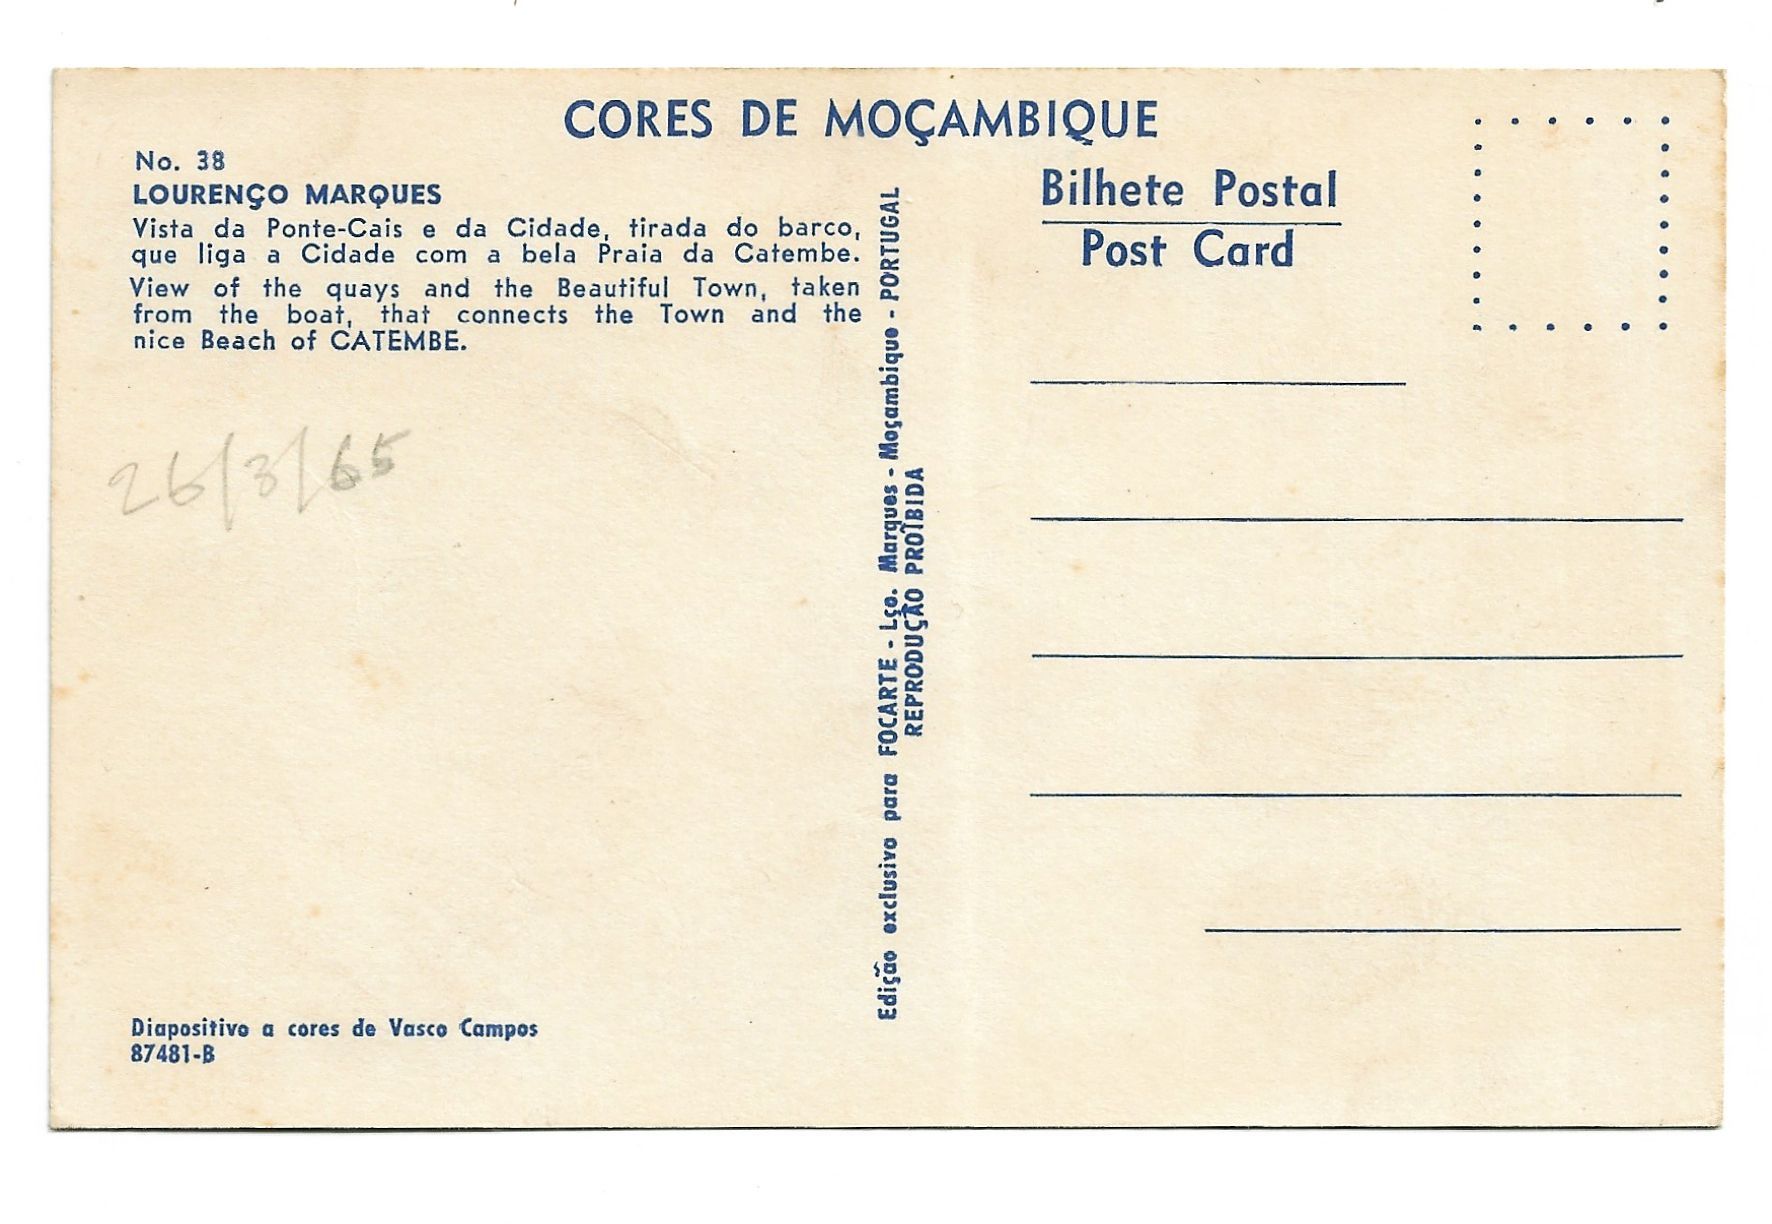 CORES DE MOÇAMBIQUE
No. 38
LOURENÇO MARQUES
Vista da Ponte-Cais e da Cidade, tirada do barco,
que liga a Cidade com a bela Praia da Catembe.
View of the quays and the Beautiful Town, taken
from the boat, that connects the Town and the
nice Beach of CATEMBE.
26/3/65
Diapositivo a cores de Vasco Campos
87481-B
Edição exclusivo para FOCARTE - Lço. Marques - Moçambique - PORTUGAL
REPRODUÇÃO PROÏBIDA
Bilhete Postal
Post Card